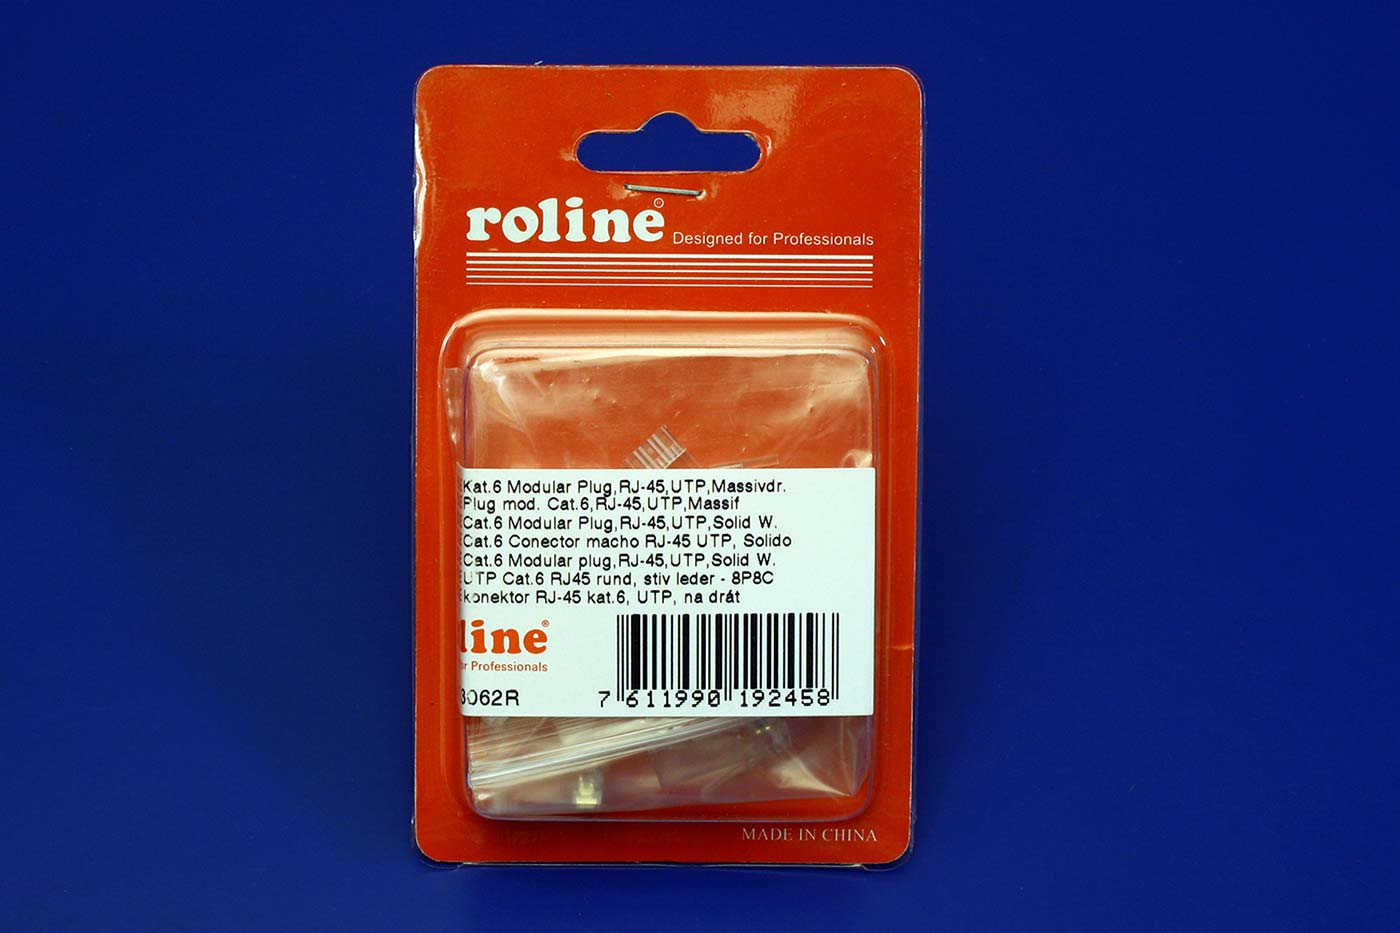 roline®
Designed for Professionals
Kat.6 Modular Plug,RJ-45,UTP,Massivdr.
Plug mod. Cat.6,RJ-45,UTP,Massif
Cat.6 Modular Plug,RJ-45,UTP,Solid W.
Cat.6 Conector macho RJ-45 UTP, Solido
Cat.6 Modular plug,RJ-45,UTP,Solid W.
UTP Cat.6 RJ45 rund, stiv leder - 8P8C
konektor RJ-45 kat.6, UTP, na drát
line®
r Professionals
3062R
7 611990 192458
MADE IN CHINA